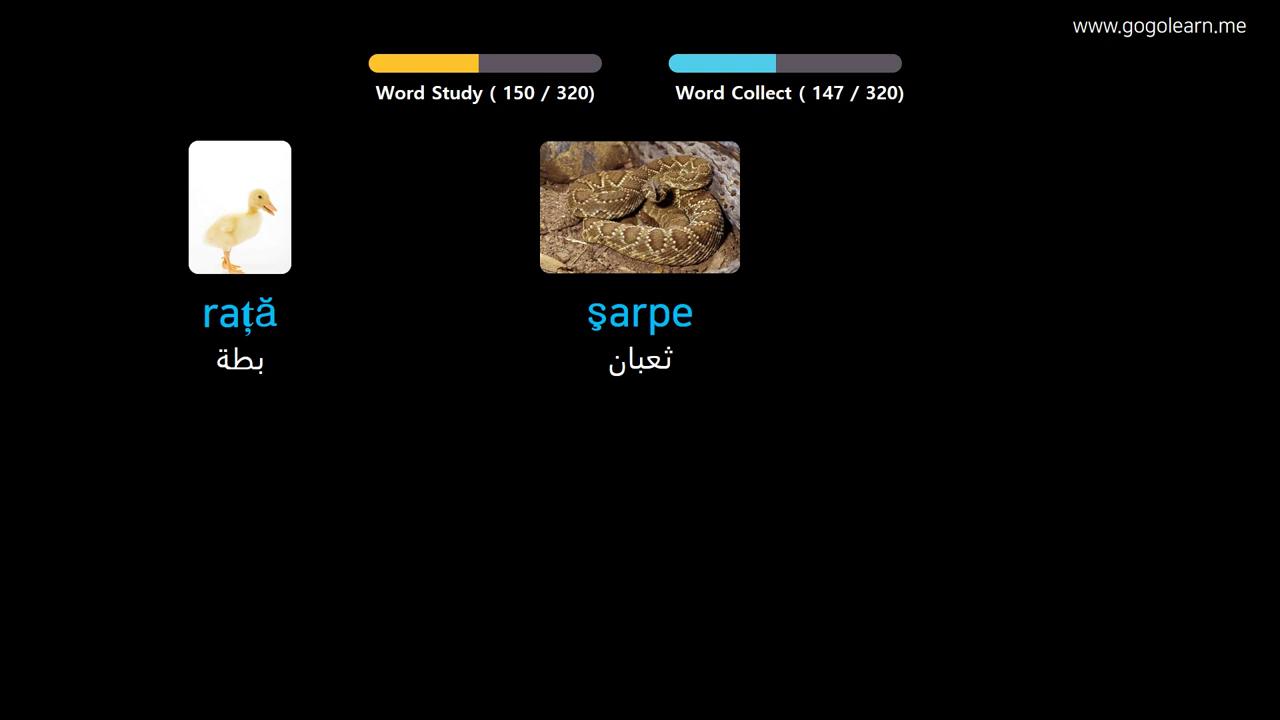 www.gogolearn.me
Word Study ( 150 / 320)
Word Collect ( 147 / 320)
rață
بطة
şarpe
ثعبان